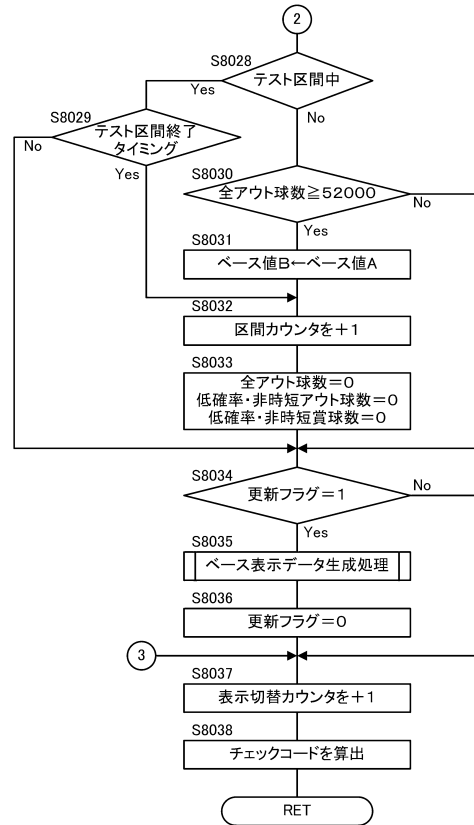 2
S8028
テスト区間中
Yes
No
S8029
テスト区間終了
タイミング
No
Yes
S8030
全アウト球数≧52000
No
Yes
S8031
ベース値B←ベース値A
S8032
区間カウンタを+1
S8033
全アウト球数=0
低確率・非時短アウト球数=0
低確率・非時短賞球数=0
S8034
更新フラグ=1
No
Yes
S8035
ベース表示データ生成処理
S8036
更新フラグ=0
3
S8037
表示切替カウンタを+1
S8038
チェックコードを算出
RET